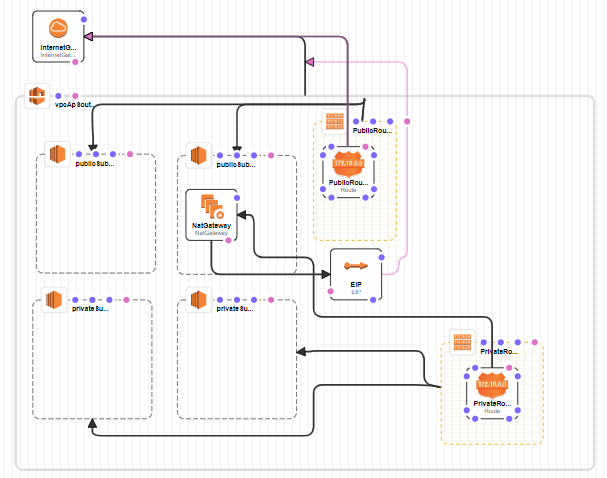 InternetG...
InternetGat...
vpcAp Sout...
publicSub...
publicSub...
PublicRou...
172.16.0.0
PublicRou...
Route
NatGateway
NatGateway
EIP
EIP
private Su...
private Su...
PrivateRo...
172.16.0.0
PrivateRo...
Route